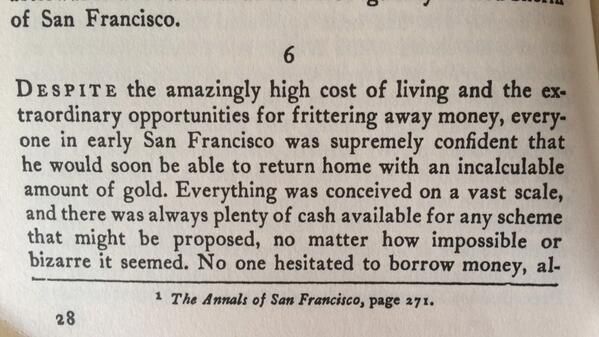 of San Francisco.
6
DESPITE the amazingly high cost of living and the ex-
traordinary opportunities for frittering away money, every-
one in early San Francisco was supremely confident that
he would soon be able to return home with an incalculable
amount of gold. Everything was conceived on a vast scale,
and there was always plenty of cash available for any scheme
that might be proposed, no matter how impossible or
bizarre it seemed. No one hesitated to borrow money, al-
1 The Annals of San Francisco, page 271.
28